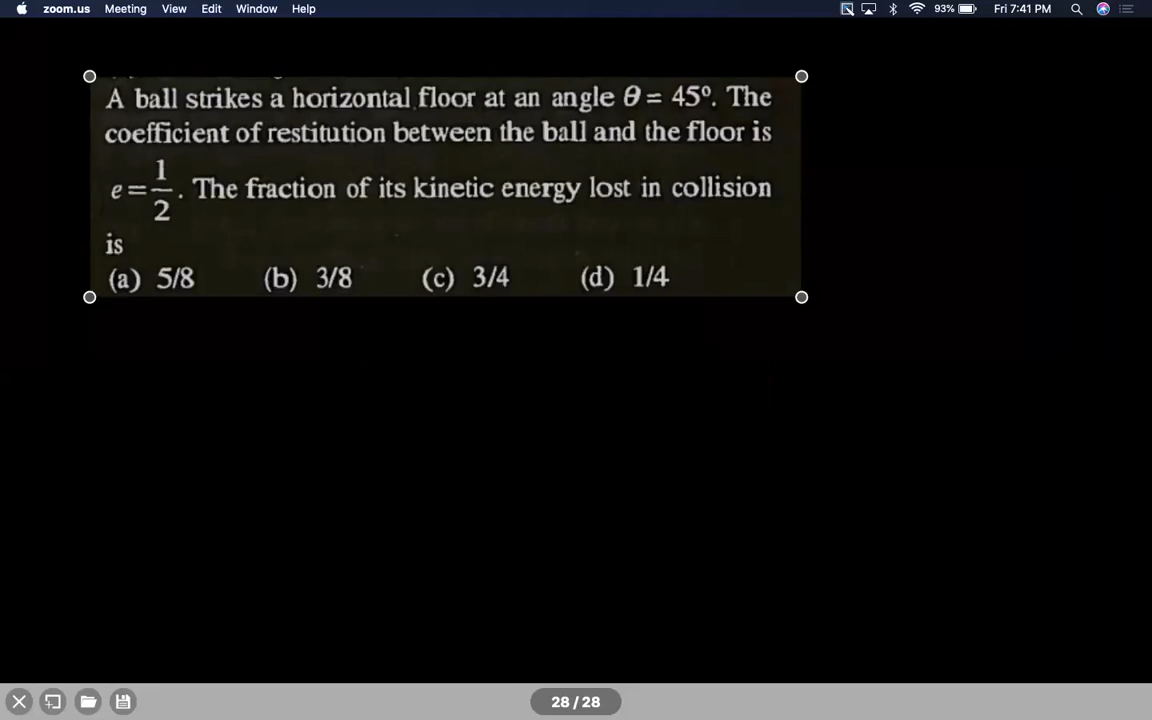 zoom.us Meeting View Edit Window Help 93% Fri 7:41 PM
A ball strikes a horizontal floor at an angle θ = 45°. The
coefficient of restitution between the ball and the floor is
e = 1/2. The fraction of its kinetic energy lost in collision
is
(a) 5/8 (b) 3/8 (c) 3/4 (d) 1/4
28 / 28